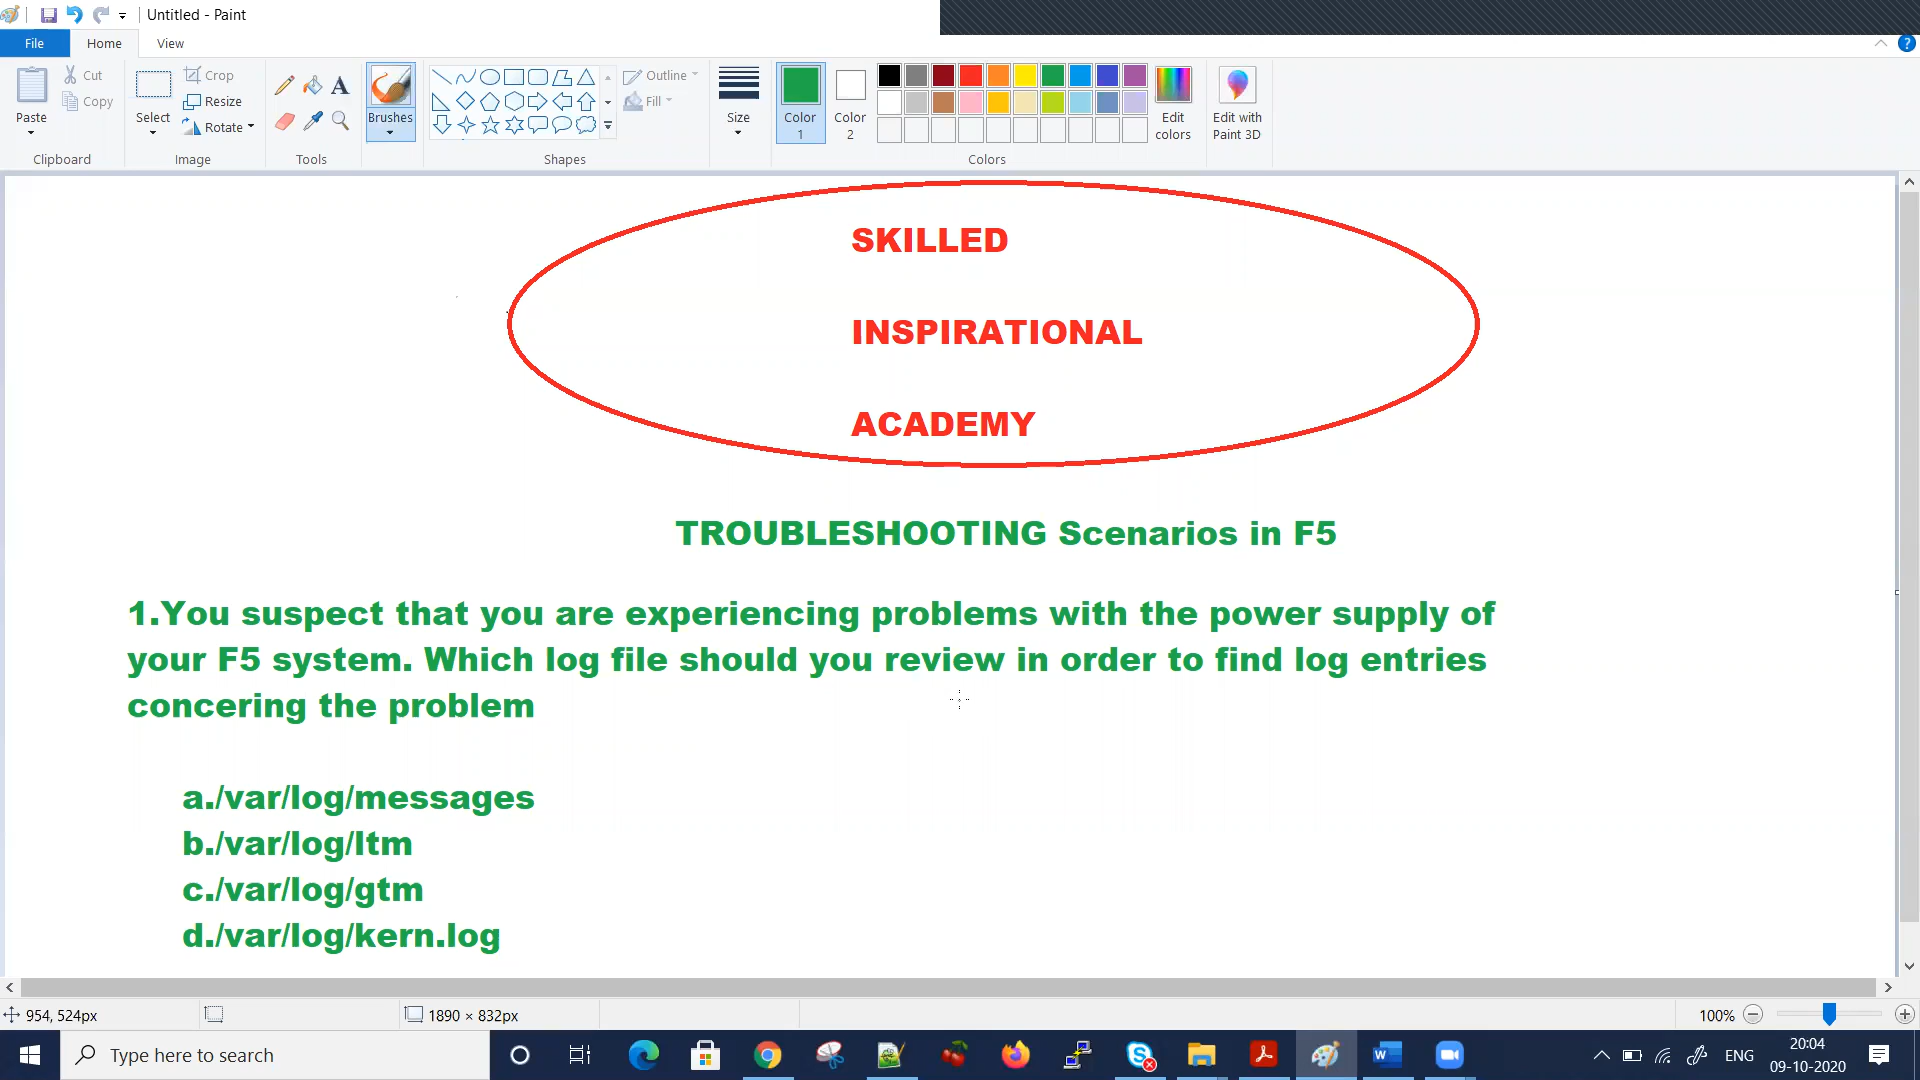 Untitled - Paint
File
Home
View
Paste
Cut
Copy
Clipboard
Select
Crop
Resize
Rotate
Image
Tools
Brushes
Outline
Fill
Shapes
Size
Color 1
Color 2
Edit colors
Colors
Edit with Paint 3D
SKILLED
INSPIRATIONAL
ACADEMY
TROUBLESHOOTING Scenarios in F5
1.You suspect that you are experiencing problems with the power supply of
your F5 system. Which log file should you review in order to find log entries
concering the problem
a./var/log/messages
b./var/log/ltm
c./var/log/gtm
d./var/log/kern.log
954, 524px
1890 × 832px
100%
Type here to search
ENG
20:04
09-10-2020